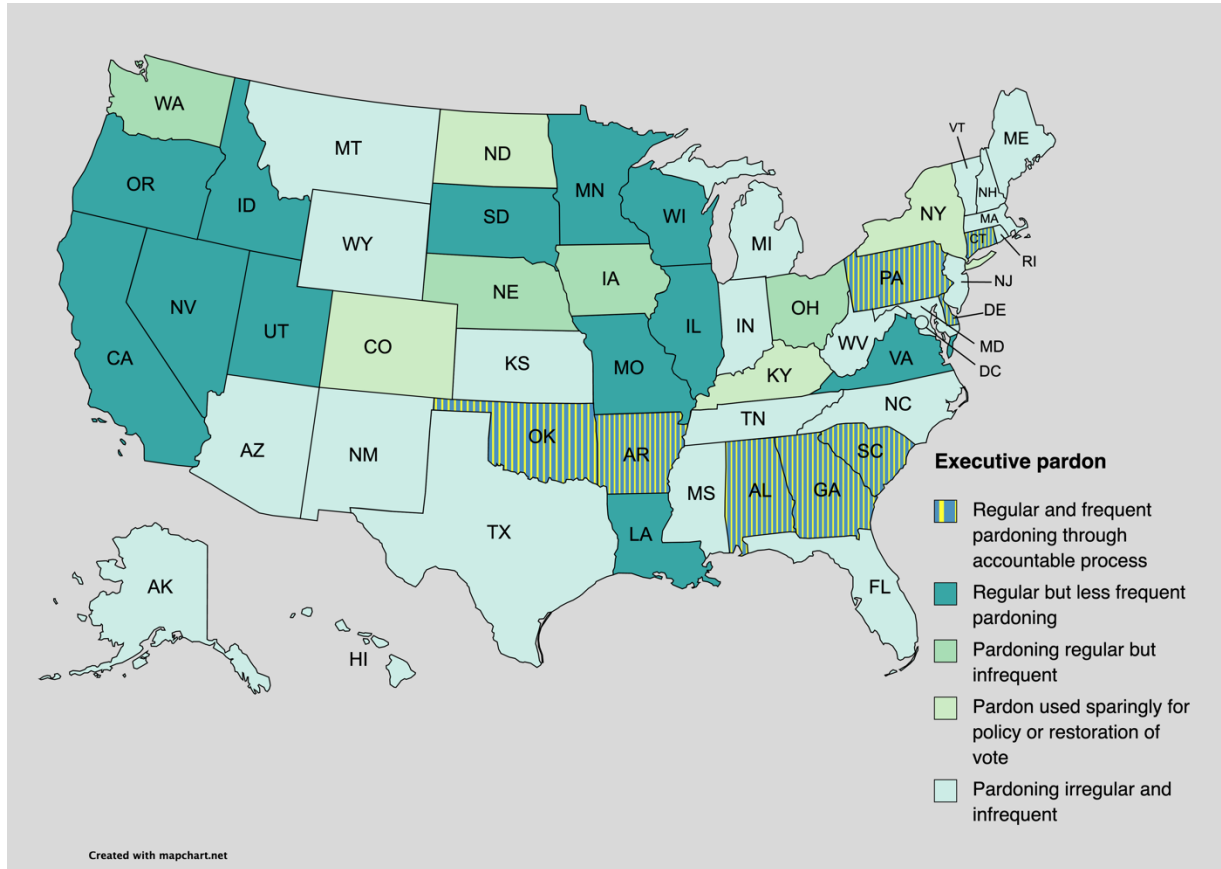 WA
MT
ND
MN
VT
ME
OR
ID
SD
WI
NY
NH
MA
WY
MI
CT
RI
IA
PA
NJ
NE
OH
NV
UT
IL
IN
DE
CA
CO
WV
MD
KS
MO
VA
DC
KY
NC
TN
AZ
NM
OK
AR
SC
MS
AL
GA
TX
LA
FL
AK
HI
Executive pardon
Regular and frequent
pardoning through
accountable process
Regular but less frequent
pardoning
Pardoning regular but
infrequent
Pardon used sparingly for
policy or restoration of
vote
Pardoning irregular and
infrequent
Created with mapchart.net